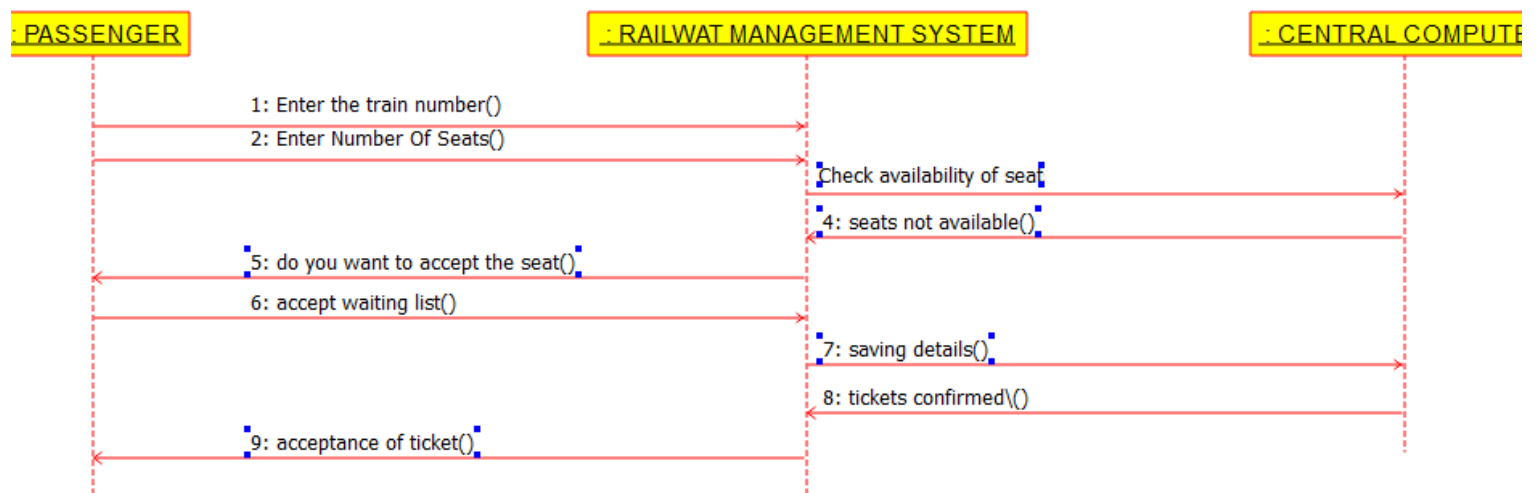 : PASSENGER
: RAILWAT MANAGEMENT SYSTEM
: CENTRAL COMPUTE
1: Enter the train number()
2: Enter Number Of Seats()
Check availability of seat
4: seats not available()
5: do you want to accept the seat()
6: accept waiting list()
7: saving details()
8: tickets confirmed\()
9: acceptance of ticket()